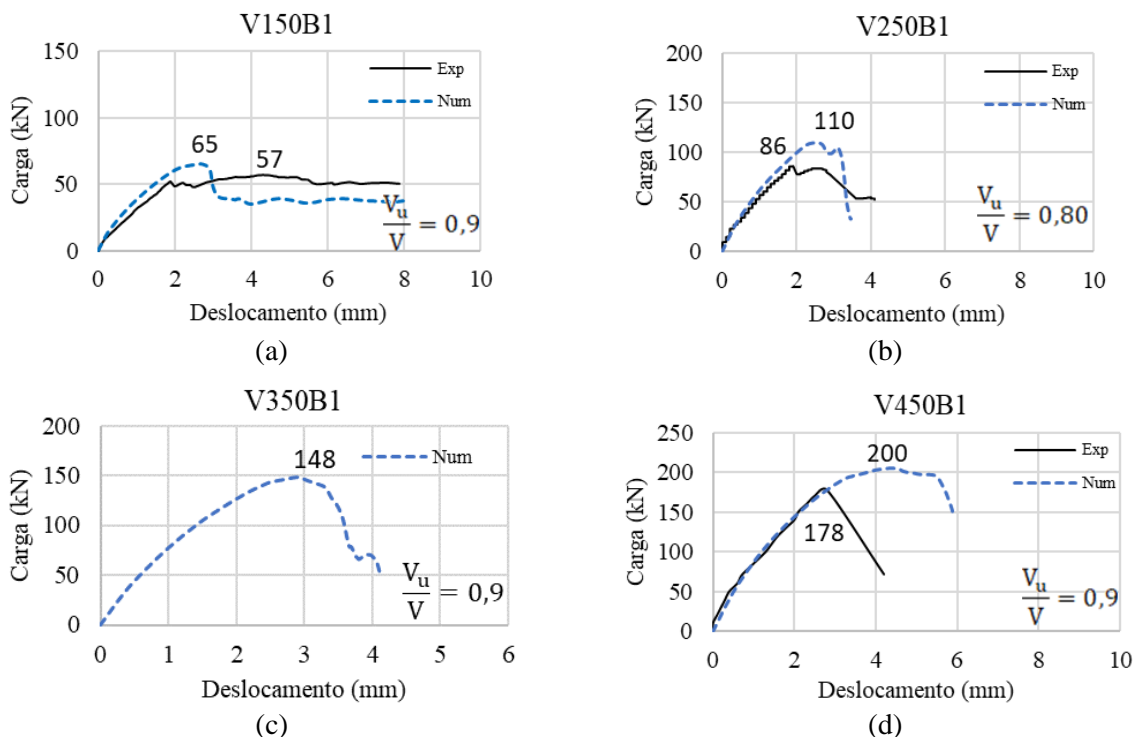 V150B1
150
100
50
0
Carga (kN)
Exp
Num
65
57
V_u/V = 0,9
0 2 4 6 8 10
Deslocamento (mm)
(a)
V250B1
200
150
100
50
0
Carga (kN)
Exp
Num
86
110
V_u/V = 0,80
0 2 4 6 8 10
Deslocamento (mm)
(b)
V350B1
200
150
100
50
0
Carga (kN)
Num
148
V_u/V = 0,9
0 1 2 3 4 5 6
Deslocamento (mm)
(c)
V450B1
250
200
150
100
50
0
Carga (kN)
Exp
Num
200
178
V_u/V = 0,9
0 2 4 6 8 10
Deslocamento (mm)
(d)